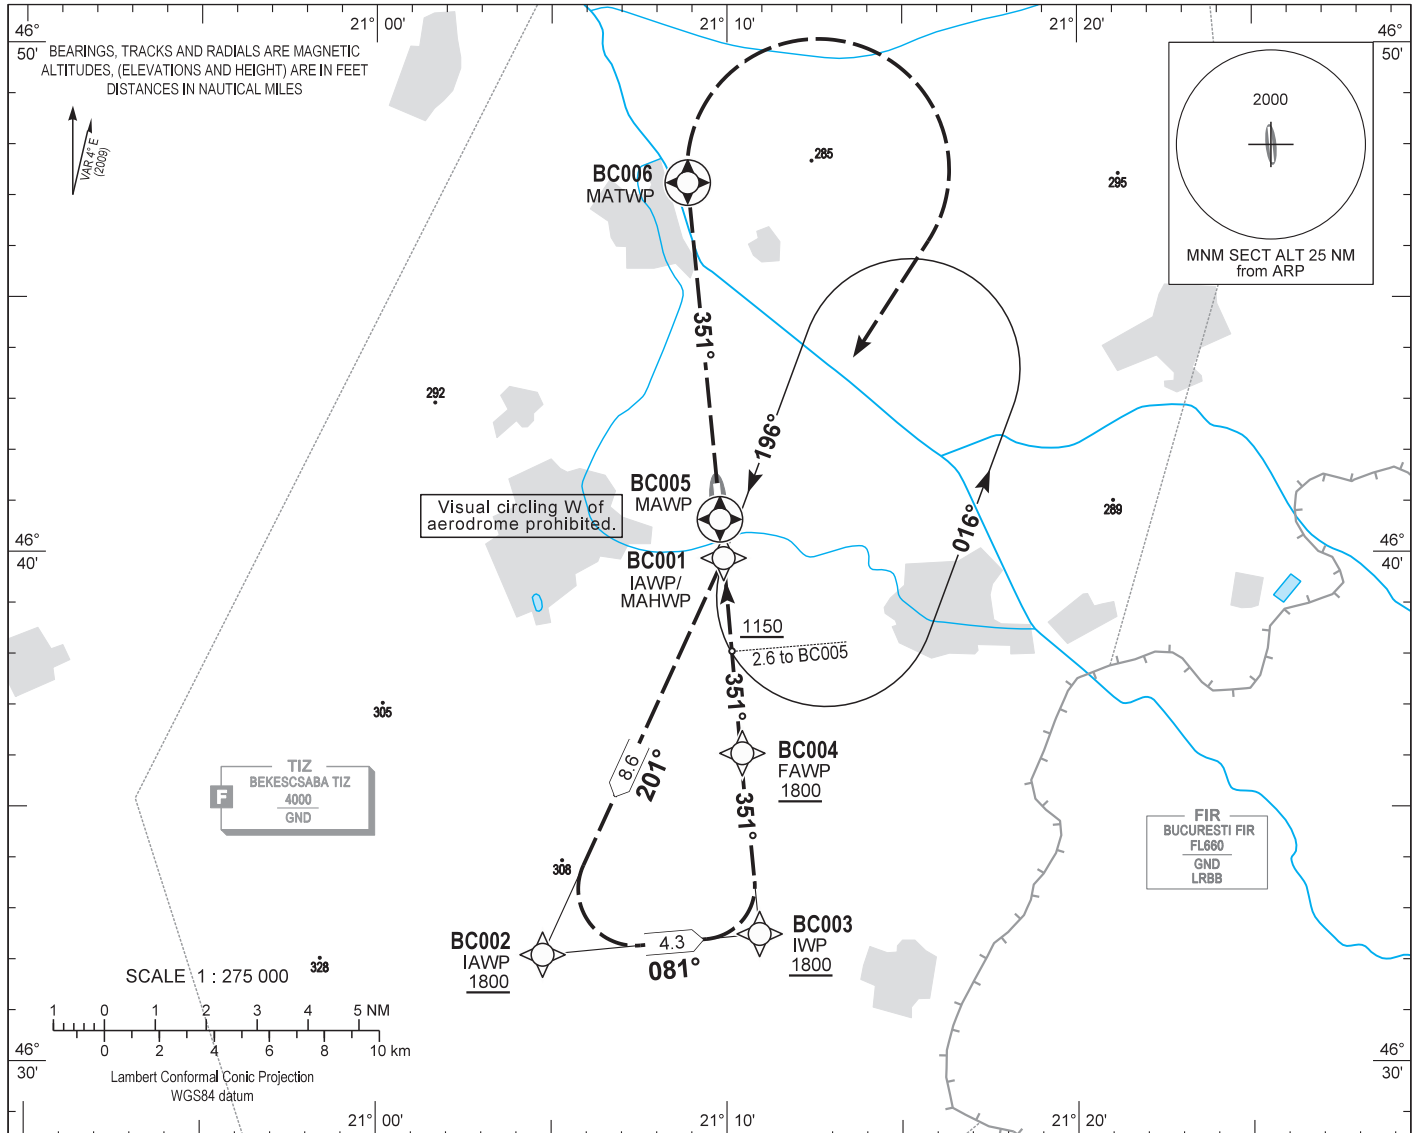 21° 00'
21° 10'
21° 20'
46°
50'
46°
50'
BEARINGS, TRACKS AND RADIALS ARE MAGNETIC
ALTITUDES, (ELEVATIONS AND HEIGHT) ARE IN FEET
DISTANCES IN NAUTICAL MILES
VAR 4° E
(2009)
2000
MNM SECT ALT 25 NM
from ARP
285
295
BC006
MATWP
351°
292
196°
BC005
MAWP
Visual circling W of
aerodrome prohibited.
289
016°
46°
40'
46°
40'
BC001
IAWP/
MAHWP
1150
2.6 to BC005
351°
305
BC004
FAWP
1800
8.6
201°
351°
TIZ
BEKESCSABA TIZ
4000
GND
F
FIR
BUCURESTI FIR
FL660
GND
LRBB
308
BC002
IAWP
1800
4.3
081°
BC003
IWP
1800
328
SCALE 1 : 275 000
1 0 1 2 3 4 5 NM
0 2 4 6 8 10 km
Lambert Conformal Conic Projection
WGS84 datum
46°
30'
46°
30'
21° 00'
21° 10'
21° 20'